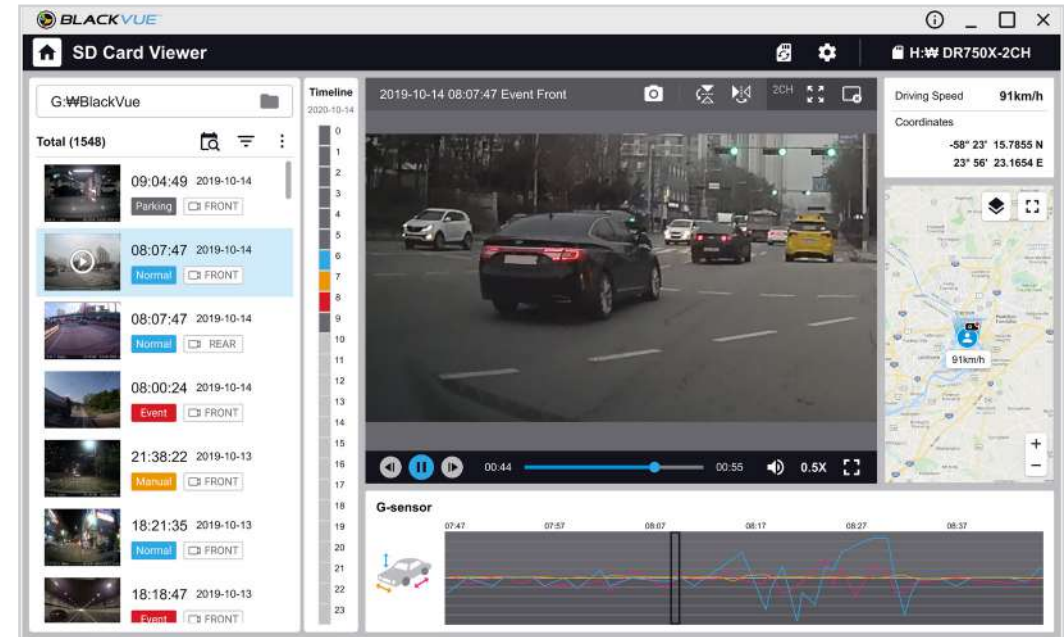 BLACKVUE
SD Card Viewer
H:₩ DR750X-2CH
G:₩BlackVue
Total (1548)
09:04:49 2019-10-14
Parking FRONT
08:07:47 2019-10-14
Normal FRONT
08:07:47 2019-10-14
Normal REAR
08:00:24 2019-10-14
Event FRONT
21:38:22 2019-10-13
Manual FRONT
18:21:35 2019-10-13
Normal FRONT
18:18:47 2019-10-13
Event FRONT
Timeline
2020-10-14
0
1
2
3
4
5
6
7
8
9
10
11
12
13
14
15
16
17
18
19
20
21
22
23
2019-10-14 08:07:47 Event Front
2CH
00:44
00:55
0.5X
Driving Speed 91km/h
Coordinates
-58° 23' 15.7855 N
23° 56' 23.1654 E
91km/h
+
−
G-sensor
07:47 07:57 08:07 08:17 08:27 08:37